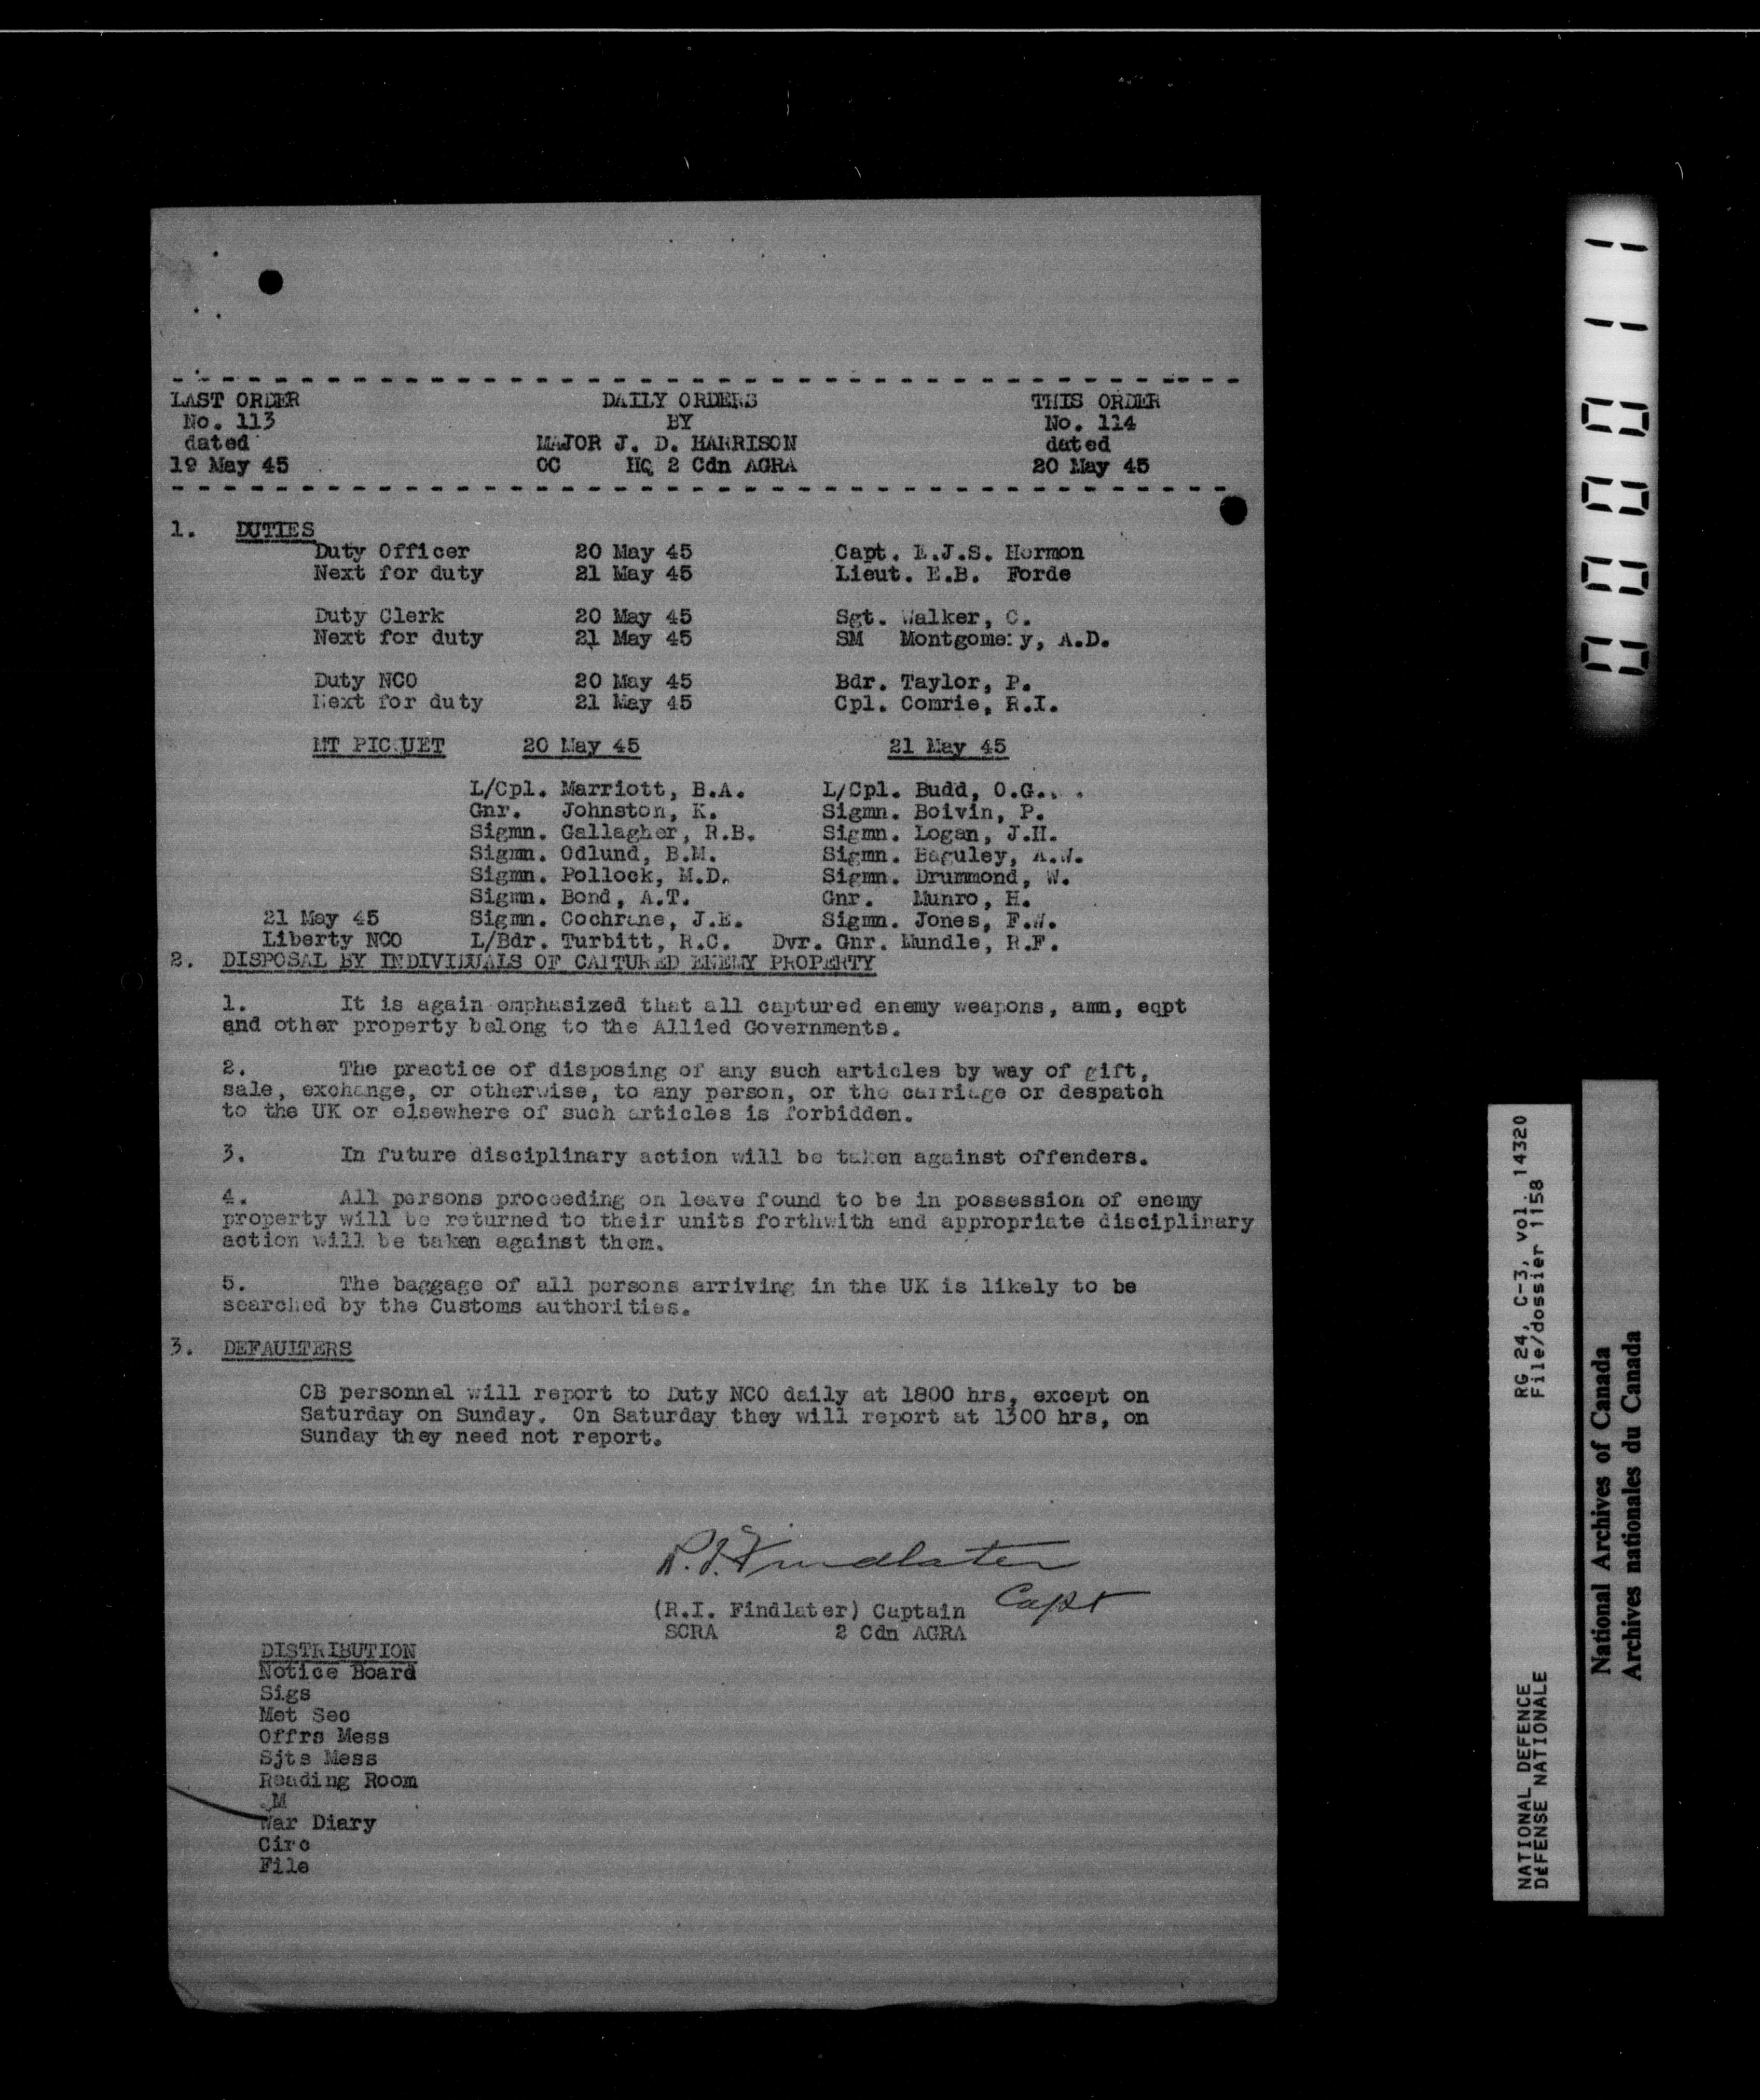 LAST ORDER DAILY ORDERS THIS ORDER
No. 113 BY No. 114
dated MAJOR J. D. HARRISON dated
19 May 45 OC HQ 2 Cdn AGRA 20 May 45
1. DUTIES
Duty Officer 20 May 45 Capt. E.J.S. Hermon
Next for duty 21 May 45 Lieut. E.B. Forde
Duty Clerk 20 May 45 Sgt. Walker, C.
Next for duty 21 May 45 SM Montgomery, A.D.
Duty NCO 20 May 45 Bdr. Taylor, P.
Next for duty 21 May 45 Cpl. Comrie, R.I.
MT PICQUET 20 May 45 21 May 45
L/Cpl. Marriott, B.A. L/Cpl. Budd, O.G.
Gnr. Johnston, K. Sigmn. Boivin, P.
Sigmn. Gallagher, R.B. Sigmn. Logan, J.H.
Sigmn. Odlund, B.M. Sigmn. Baguley, A.W.
Sigmn. Pollock, M.D. Sigmn. Drummond, W.
Sigmn. Bond, A.T. Gnr. Munro, H.
21 May 45 Sigmn. Cochrane, J.E. Sigmn. Jones, F.W.
Liberty NCO L/Bdr. Turbitt, R.C. Dvr. Gnr. Mundle, R.F.
2. DISPOSAL BY INDIVIDUALS OF CAPTURED ENEMY PROPERTY
1. It is again emphasized that all captured enemy weapons, amn, eqpt
and other property belong to the Allied Governments.
2. The practice of disposing of any such articles by way of gift,
sale, exchange, or otherwise, to any person, or the carriage or despatch
to the UK or elsewhere of such articles is forbidden.
3. In future disciplinary action will be taken against offenders.
4. All persons proceeding on leave found to be in possession of enemy
property will be returned to their units forthwith and appropriate disciplinary
action will be taken against them.
5. The baggage of all persons arriving in the UK is likely to be
searched by the Customs authorities.
3. DEFAULTERS
CB personnel will report to Duty NCO daily at 1800 hrs, except on
Saturday on Sunday. On Saturday they will report at 1300 hrs, on
Sunday they need not report.
R.I. Findlater
Capt
(R.I. Findlater) Captain
SCRA 2 Cdn AGRA
DISTRIBUTION
Notice Board
Sigs
Met Sec
Offrs Mess
Sjts Mess
Reading Room
QM
War Diary
Circ
File
000011
RG 24, C-3, vol. 14320
File/dossier 1158
NATIONAL DEFENCE
DÉFENSE NATIONALE
National Archives of Canada
Archives nationales du Canada